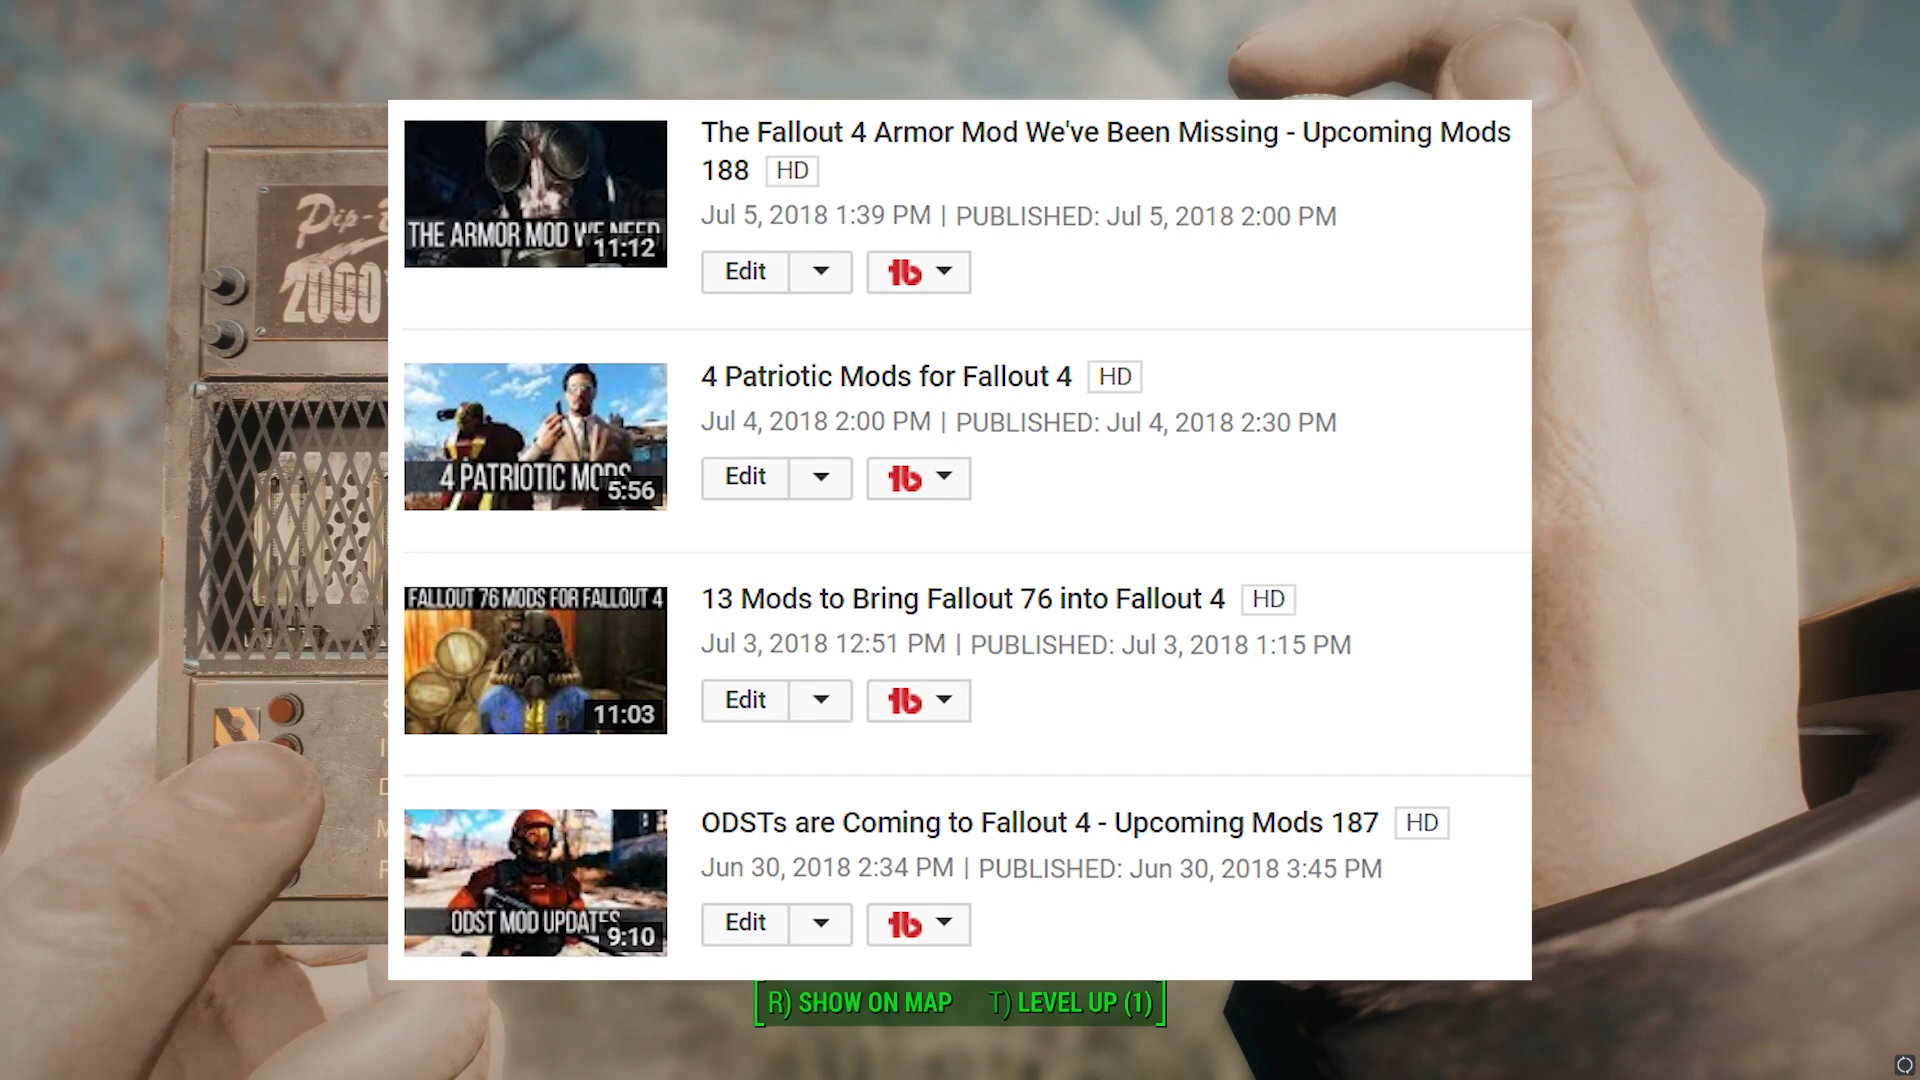 The Fallout 4 Armor Mod We've Been Missing - Upcoming Mods
188 HD
Jul 5, 2018 1:39 PM | PUBLISHED: Jul 5, 2018 2:00 PM
THE ARMOR MOD WE NEED
11:12
Edit
4 Patriotic Mods for Fallout 4 HD
Jul 4, 2018 2:00 PM | PUBLISHED: Jul 4, 2018 2:30 PM
4 PATRIOTIC MODS
5:56
Edit
FALLOUT 76 MODS FOR FALLOUT 4
13 Mods to Bring Fallout 76 into Fallout 4 HD
Jul 3, 2018 12:51 PM | PUBLISHED: Jul 3, 2018 1:15 PM
11:03
Edit
ODSTs are Coming to Fallout 4 - Upcoming Mods 187 HD
Jun 30, 2018 2:34 PM | PUBLISHED: Jun 30, 2018 3:45 PM
ODST MOD UPDATES
9:10
Edit
Pip-
2000
R) SHOW ON MAP T) LEVEL UP (1)